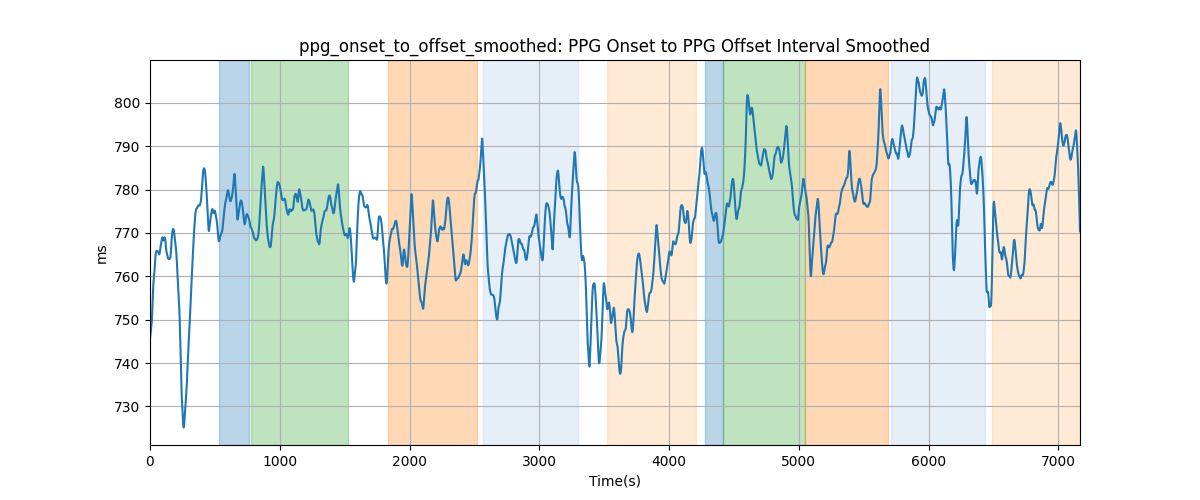 ppg_onset_to_offset_smoothed: PPG Onset to PPG Offset Interval Smoothed
ms
800
790
780
770
760
750
740
730
0 1000 2000 3000 4000 5000 6000 7000
Time(s)